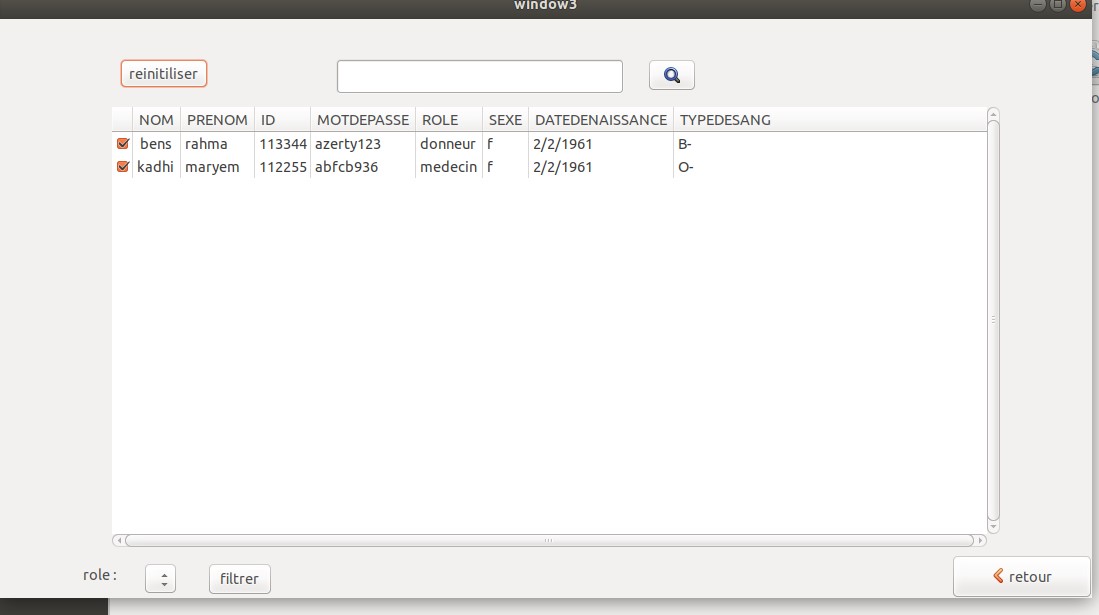 window3
reinitiliser
NOM PRENOM ID MOTDEPASSE ROLE SEXE DATEDENAISSANCE TYPEDESANG
bens rahma 113344 azerty123 donneur f 2/2/1961 B-
kadhi maryem 112255 abfcb936 medecin f 2/2/1961 O-
role : filtrer retour